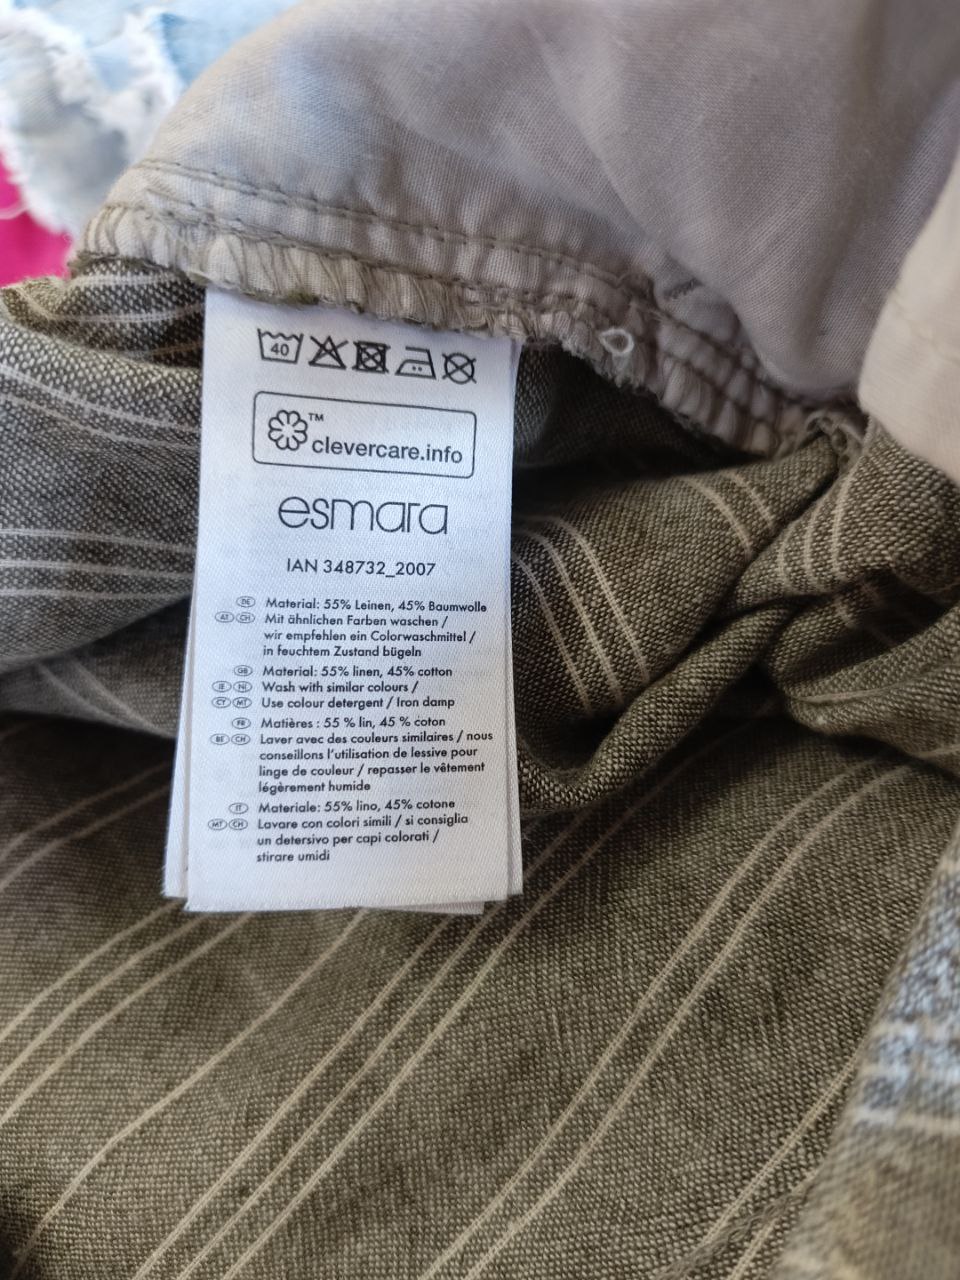 40
™
clevercare.info
esmara
IAN 348732_2007
DE Material: 55% Leinen, 45% Baumwolle
AT CH Mit ähnlichen Farben waschen /
wir empfehlen ein Colorwaschmittel /
in feuchtem Zustand bügeln
GB Material: 55% linen, 45% cotton
IE NI Wash with similar colours /
CY MT Use colour detergent / Iron damp
FR Matières : 55 % lin, 45 % coton
BE CH Laver avec des couleurs similaires / nous
conseillons l'utilisation de lessive pour
linge de couleur / repasser le vêtement
légèrement humide
IT Materiale: 55% lino, 45% cotone
MT CH Lavare con colori simili / si consiglia
un detersivo per capi colorati /
stirare umidi